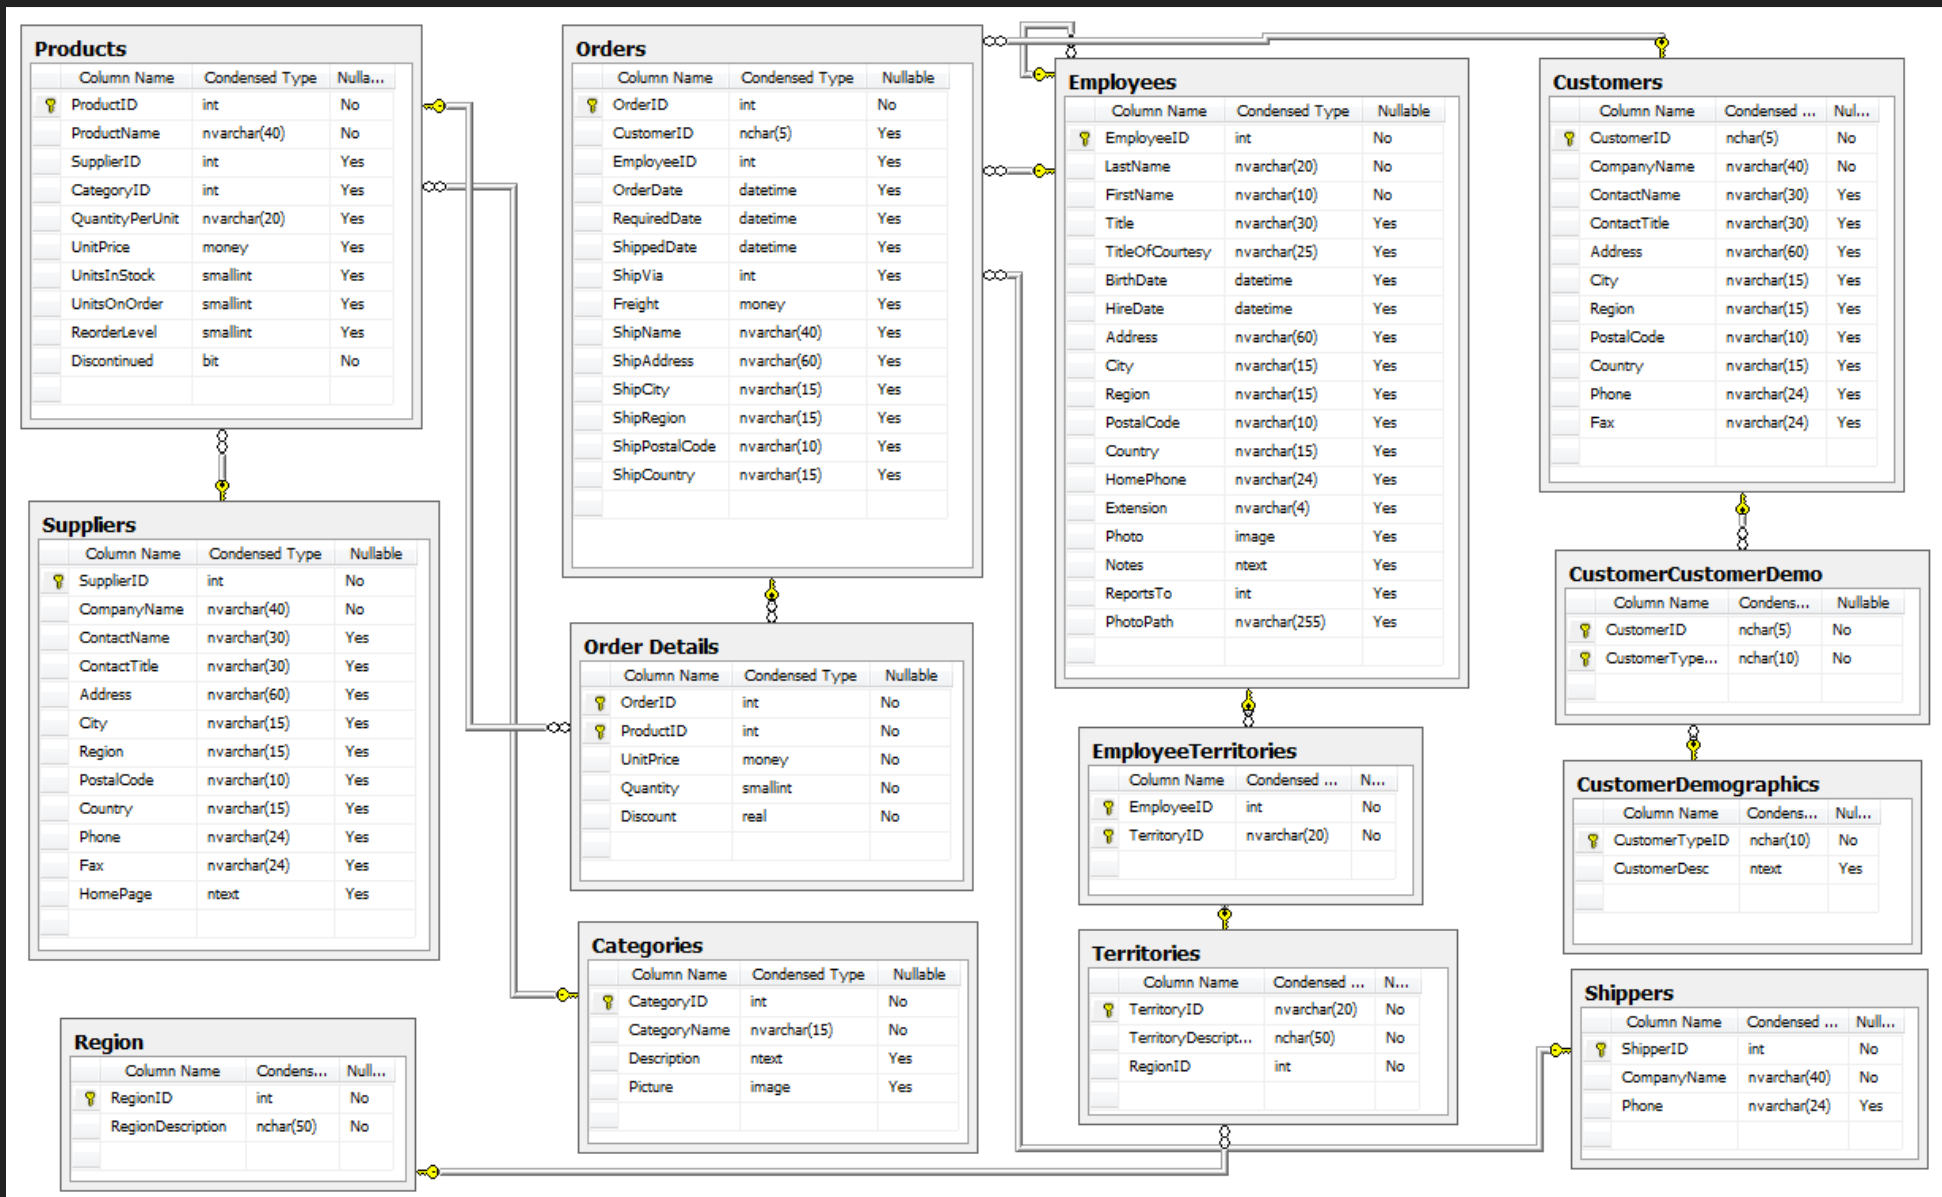 Products
Column Name Condensed Type Nulla...
ProductID int No
ProductName nvarchar(40) No
SupplierID int Yes
CategoryID int Yes
QuantityPerUnit nvarchar(20) Yes
UnitPrice money Yes
UnitsInStock smallint Yes
UnitsOnOrder smallint Yes
ReorderLevel smallint Yes
Discontinued bit No
Orders
Column Name Condensed Type Nullable
OrderID int No
CustomerID nchar(5) Yes
EmployeeID int Yes
OrderDate datetime Yes
RequiredDate datetime Yes
ShippedDate datetime Yes
ShipVia int Yes
Freight money Yes
ShipName nvarchar(40) Yes
ShipAddress nvarchar(60) Yes
ShipCity nvarchar(15) Yes
ShipRegion nvarchar(15) Yes
ShipPostalCode nvarchar(10) Yes
ShipCountry nvarchar(15) Yes
Employees
Column Name Condensed Type Nullable
EmployeeID int No
LastName nvarchar(20) No
FirstName nvarchar(10) No
Title nvarchar(30) Yes
TitleOfCourtesy nvarchar(25) Yes
BirthDate datetime Yes
HireDate datetime Yes
Address nvarchar(60) Yes
City nvarchar(15) Yes
Region nvarchar(15) Yes
PostalCode nvarchar(10) Yes
Country nvarchar(15) Yes
HomePhone nvarchar(24) Yes
Extension nvarchar(4) Yes
Photo image Yes
Notes ntext Yes
ReportsTo int Yes
PhotoPath nvarchar(255) Yes
Customers
Column Name Condensed ... Nul...
CustomerID nchar(5) No
CompanyName nvarchar(40) No
ContactName nvarchar(30) Yes
ContactTitle nvarchar(30) Yes
Address nvarchar(60) Yes
City nvarchar(15) Yes
Region nvarchar(15) Yes
PostalCode nvarchar(10) Yes
Country nvarchar(15) Yes
Phone nvarchar(24) Yes
Fax nvarchar(24) Yes
Suppliers
Column Name Condensed Type Nullable
SupplierID int No
CompanyName nvarchar(40) No
ContactName nvarchar(30) Yes
ContactTitle nvarchar(30) Yes
Address nvarchar(60) Yes
City nvarchar(15) Yes
Region nvarchar(15) Yes
PostalCode nvarchar(10) Yes
Country nvarchar(15) Yes
Phone nvarchar(24) Yes
Fax nvarchar(24) Yes
HomePage ntext Yes
Order Details
Column Name Condensed Type Nullable
OrderID int No
ProductID int No
UnitPrice money No
Quantity smallint No
Discount real No
CustomerCustomerDemo
Column Name Condens... Nullable
CustomerID nchar(5) No
CustomerType... nchar(10) No
EmployeeTerritories
Column Name Condensed ... N...
EmployeeID int No
TerritoryID nvarchar(20) No
CustomerDemographics
Column Name Condens... Nul...
CustomerTypeID nchar(10) No
CustomerDesc ntext Yes
Categories
Column Name Condensed Type Nullable
CategoryID int No
CategoryName nvarchar(15) No
Description ntext Yes
Picture image Yes
Territories
Column Name Condensed ... N...
TerritoryID nvarchar(20) No
TerritoryDescript... nchar(50) No
RegionID int No
Shippers
Column Name Condensed ... Null...
ShipperID int No
CompanyName nvarchar(40) No
Phone nvarchar(24) Yes
Region
Column Name Condens... Null...
RegionID int No
RegionDescription nchar(50) No